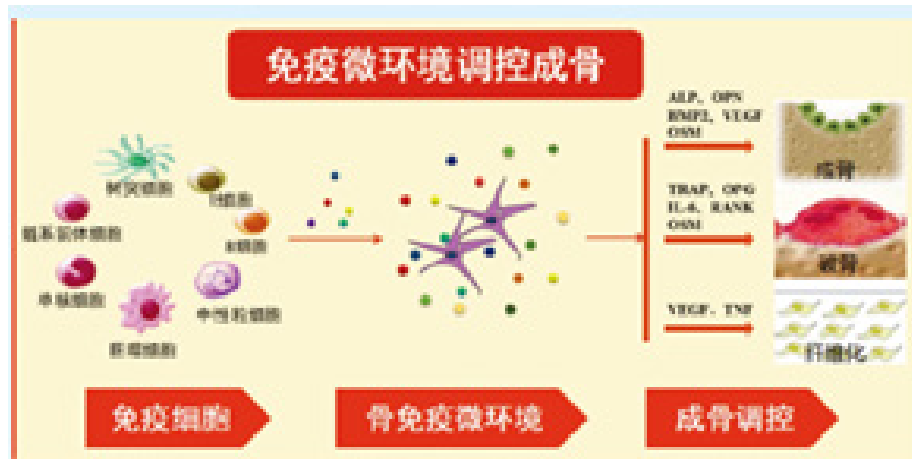 免疫微环境调控成骨
树突细胞
T细胞
B细胞
髓系前体细胞
单核细胞
中性粒细胞
肥大细胞
ALP、OPN
BMP2、VEGF
OSM
成骨
TRAP、OPG
IL-6、RANK
OSM
破骨
VEGF、TNF
纤维化
免疫细胞
骨免疫微环境
成骨调控